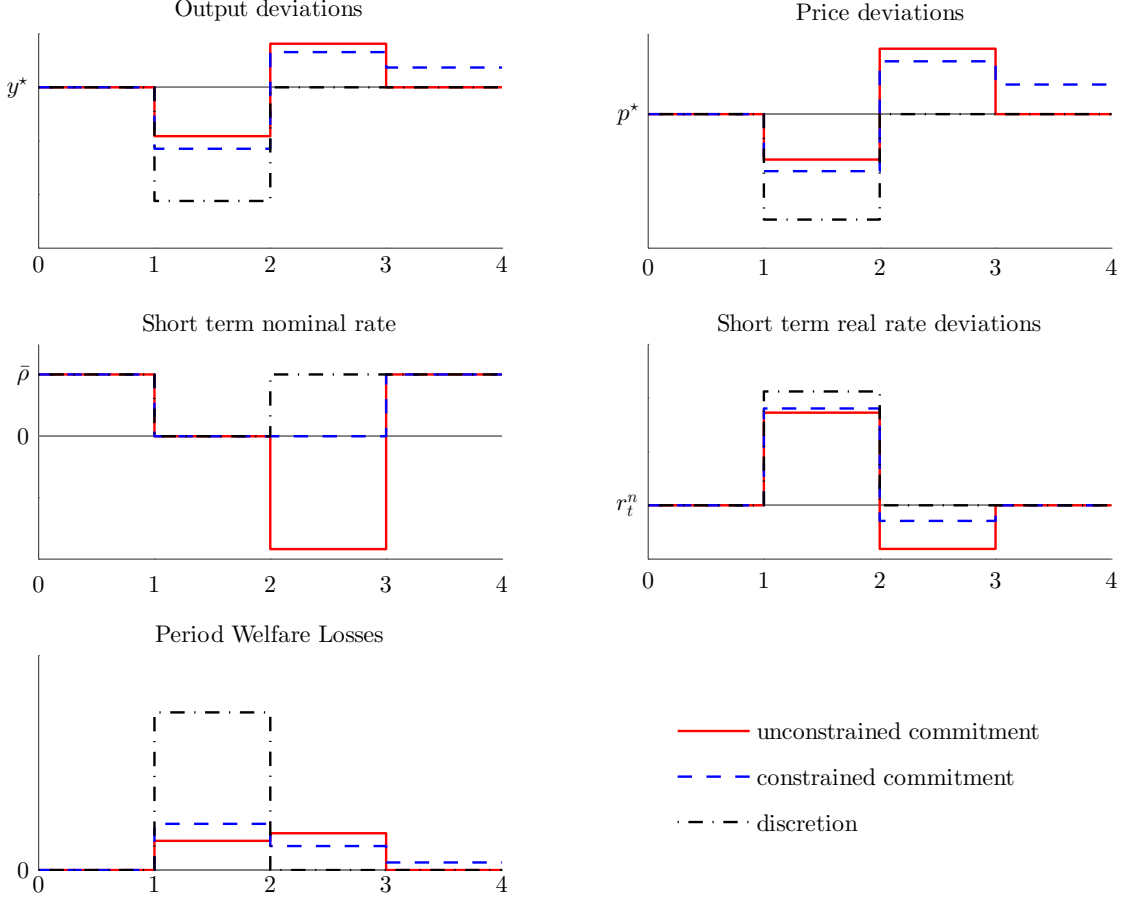 Output deviations
y*
0 1 2 3 4
Price deviations
p*
0 1 2 3 4
Short term nominal rate
ρ̄
0
0 1 2 3 4
Short term real rate deviations
rₜⁿ
0 1 2 3 4
Period Welfare Losses
0
0 1 2 3 4
unconstrained commitment
constrained commitment
discretion